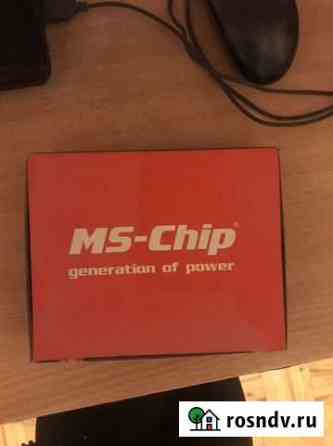 MS-Chip®
generation of power
rosndv.ru